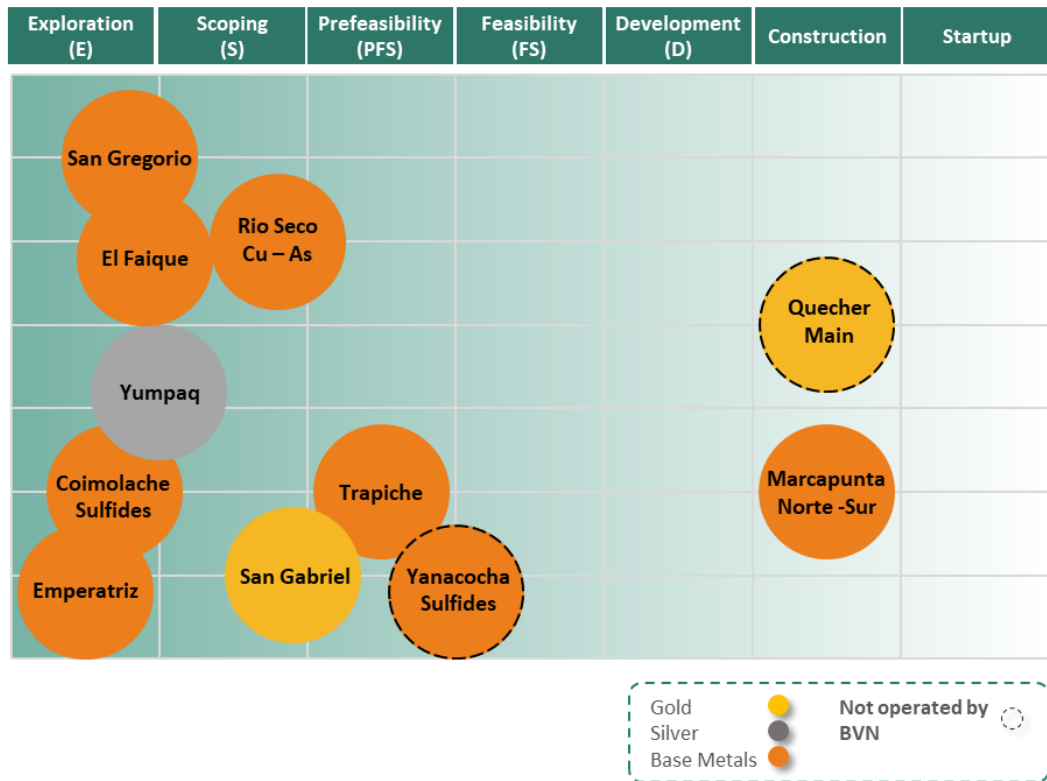 Exploration
(E)
Scoping
(S)
Prefeasibility
(PFS)
Feasibility
(FS)
Development
(D)
Construction
Startup
San Gregorio
El Faique
Rio Seco
Cu – As
Quecher
Main
Yumpaq
Coimolache
Sulfides
Trapiche
Marcapunta
Norte -Sur
Emperatriz
San Gabriel
Yanacocha
Sulfides
Gold
Silver
Base Metals
Not operated by
BVN